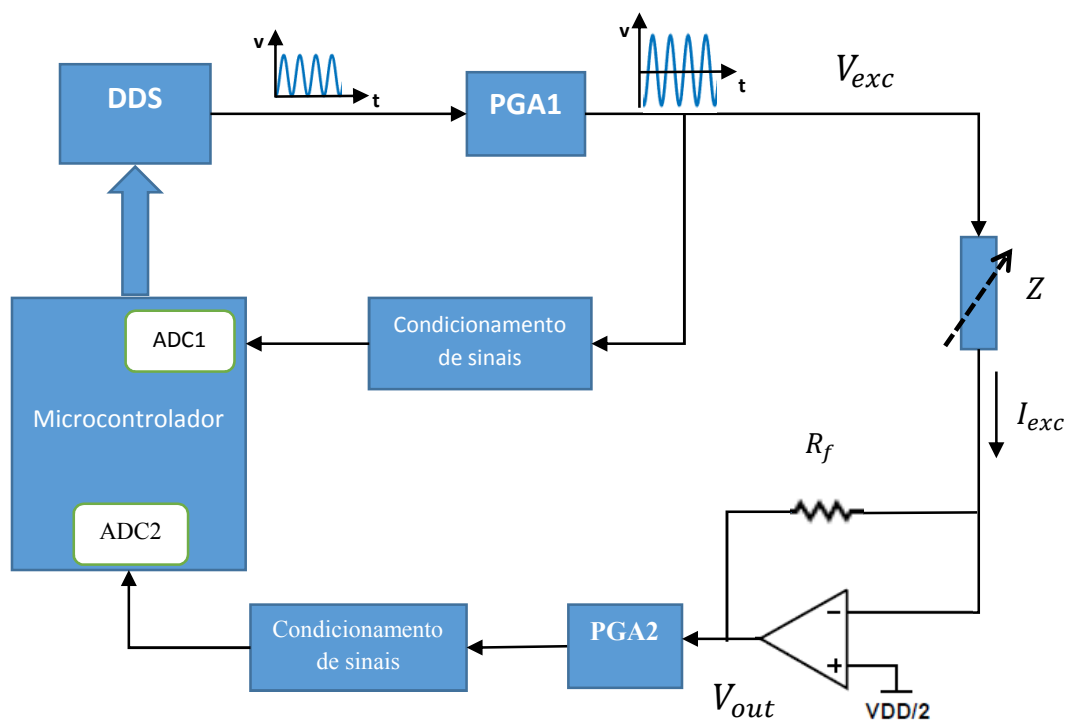 v
t
DDS
PGA1
v
t
V_exc
Z
I_exc
Condicionamento
de sinais
ADC1
Microcontrolador
ADC2
R_f
Condicionamento
de sinais
PGA2
−
+
V_out
VDD/2